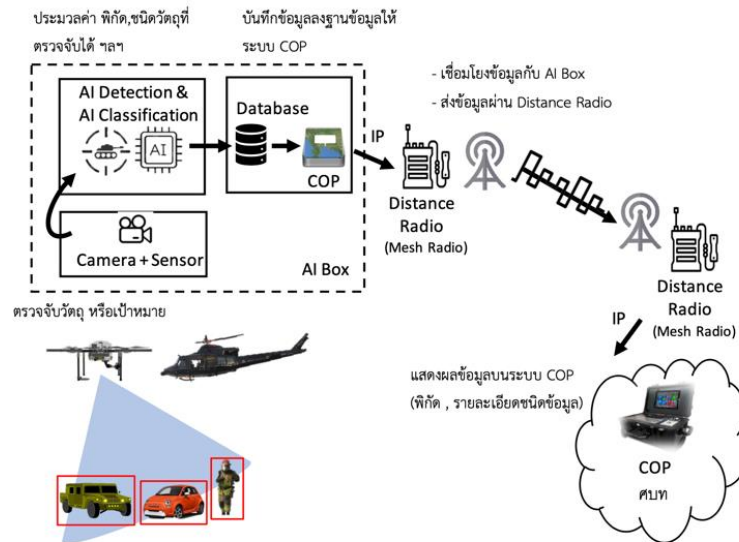 ประมวลค่า พิกัด,ชนิดวัตถุที่
ตรวจจับได้ ฯลฯ
บันทึกข้อมูลลงฐานข้อมูลให้
ระบบ COP
AI Detection &
AI Classification
AI
Database
COP
Camera + Sensor
AI Box
IP
- เชื่อมโยงข้อมูลกับ AI Box
- ส่งข้อมูลผ่าน Distance Radio
Distance
Radio
(Mesh Radio)
Distance
Radio
(Mesh Radio)
IP
ตรวจจับวัตถุ หรือเป้าหมาย
แสดงผลข้อมูลบนระบบ COP
(พิกัด , รายละเอียดชนิดข้อมูล)
COP
ศบท